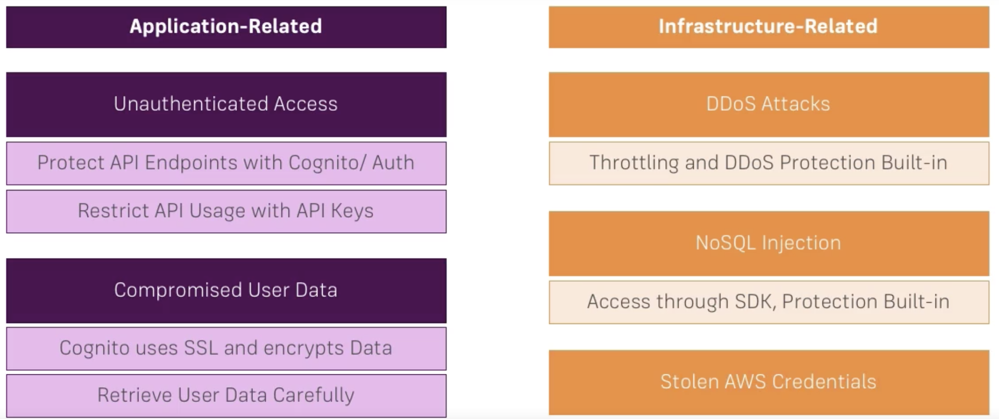 Application-Related
Unauthenticated Access
Protect API Endpoints with Cognito/ Auth
Restrict API Usage with API Keys
Compromised User Data
Cognito uses SSL and encrypts Data
Retrieve User Data Carefully
Infrastructure-Related
DDoS Attacks
Throttling and DDoS Protection Built-in
NoSQL Injection
Access through SDK, Protection Built-in
Stolen AWS Credentials